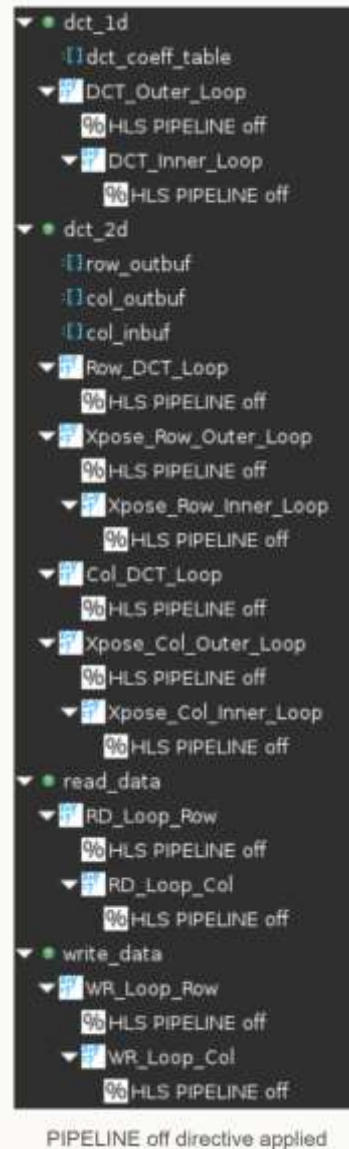 dct_1d
dct_coeff_table
DCT_Outer_Loop
% HLS PIPELINE off
DCT_Inner_Loop
% HLS PIPELINE off
dct_2d
row_outbuf
col_outbuf
col_inbuf
Row_DCT_Loop
% HLS PIPELINE off
Xpose_Row_Outer_Loop
% HLS PIPELINE off
Xpose_Row_Inner_Loop
% HLS PIPELINE off
Col_DCT_Loop
% HLS PIPELINE off
Xpose_Col_Outer_Loop
% HLS PIPELINE off
Xpose_Col_Inner_Loop
% HLS PIPELINE off
read_data
RD_Loop_Row
% HLS PIPELINE off
RD_Loop_Col
% HLS PIPELINE off
write_data
WR_Loop_Row
% HLS PIPELINE off
WR_Loop_Col
% HLS PIPELINE off
PIPELINE off directive applied